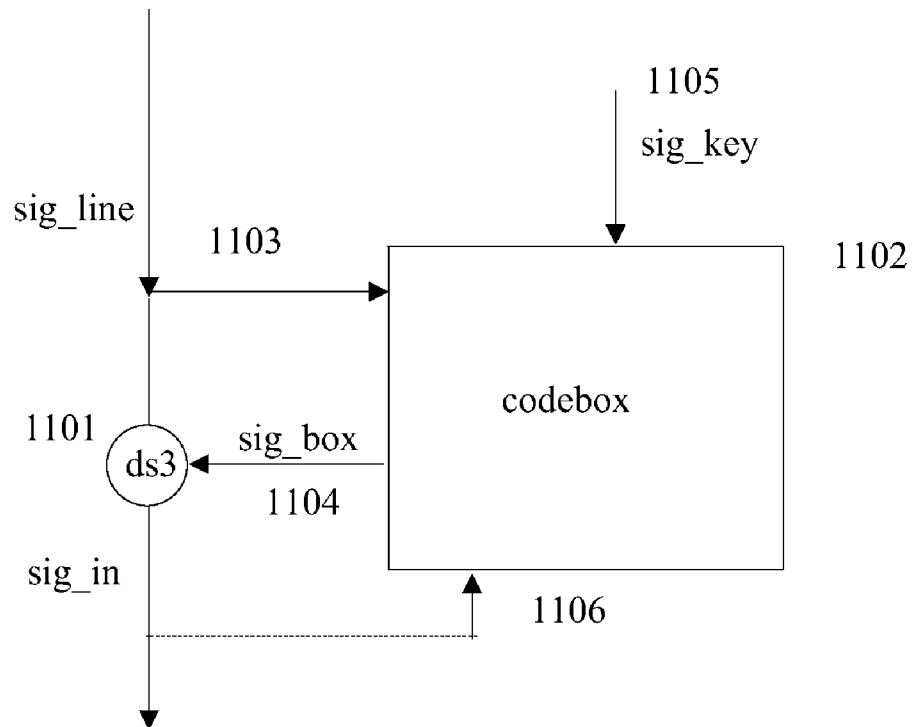 1105
sig_key
sig_line
1103
1102
codebox
1101
sig_box
ds3
1104
sig_in
1106